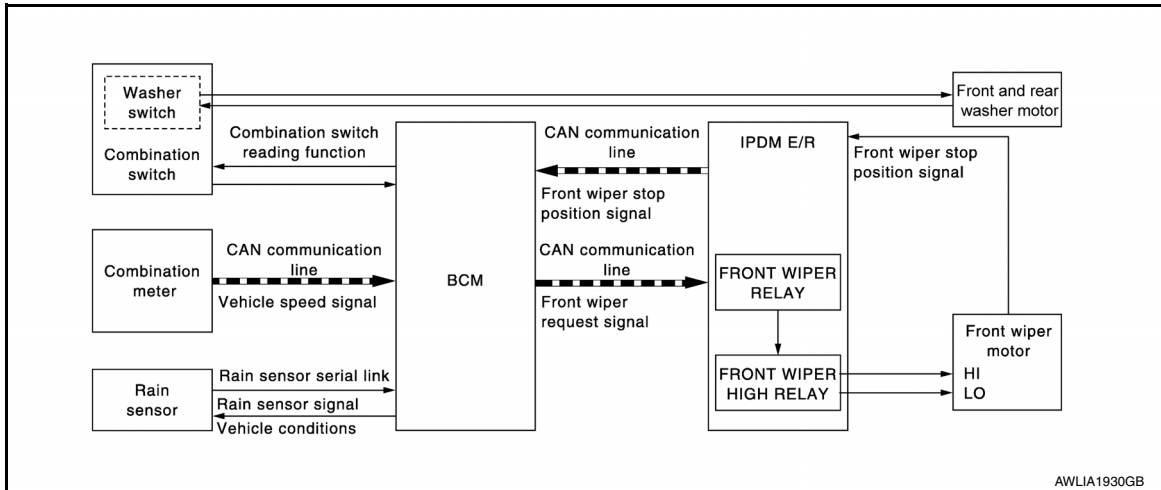 Washer
switch
Combination
switch
Front and rear
washer motor
Combination switch
reading function
CAN communication
line
Front wiper stop
position signal
IPDM E/R
Front wiper stop
position signal
Combination
meter
CAN communication
line
Vehicle speed signal
BCM
CAN communication
line
Front wiper
request signal
FRONT WIPER
RELAY
FRONT WIPER
HIGH RELAY
Front wiper
motor
HI
LO
Rain
sensor
Rain sensor serial link
Rain sensor signal
Vehicle conditions
AWLIA1930GB